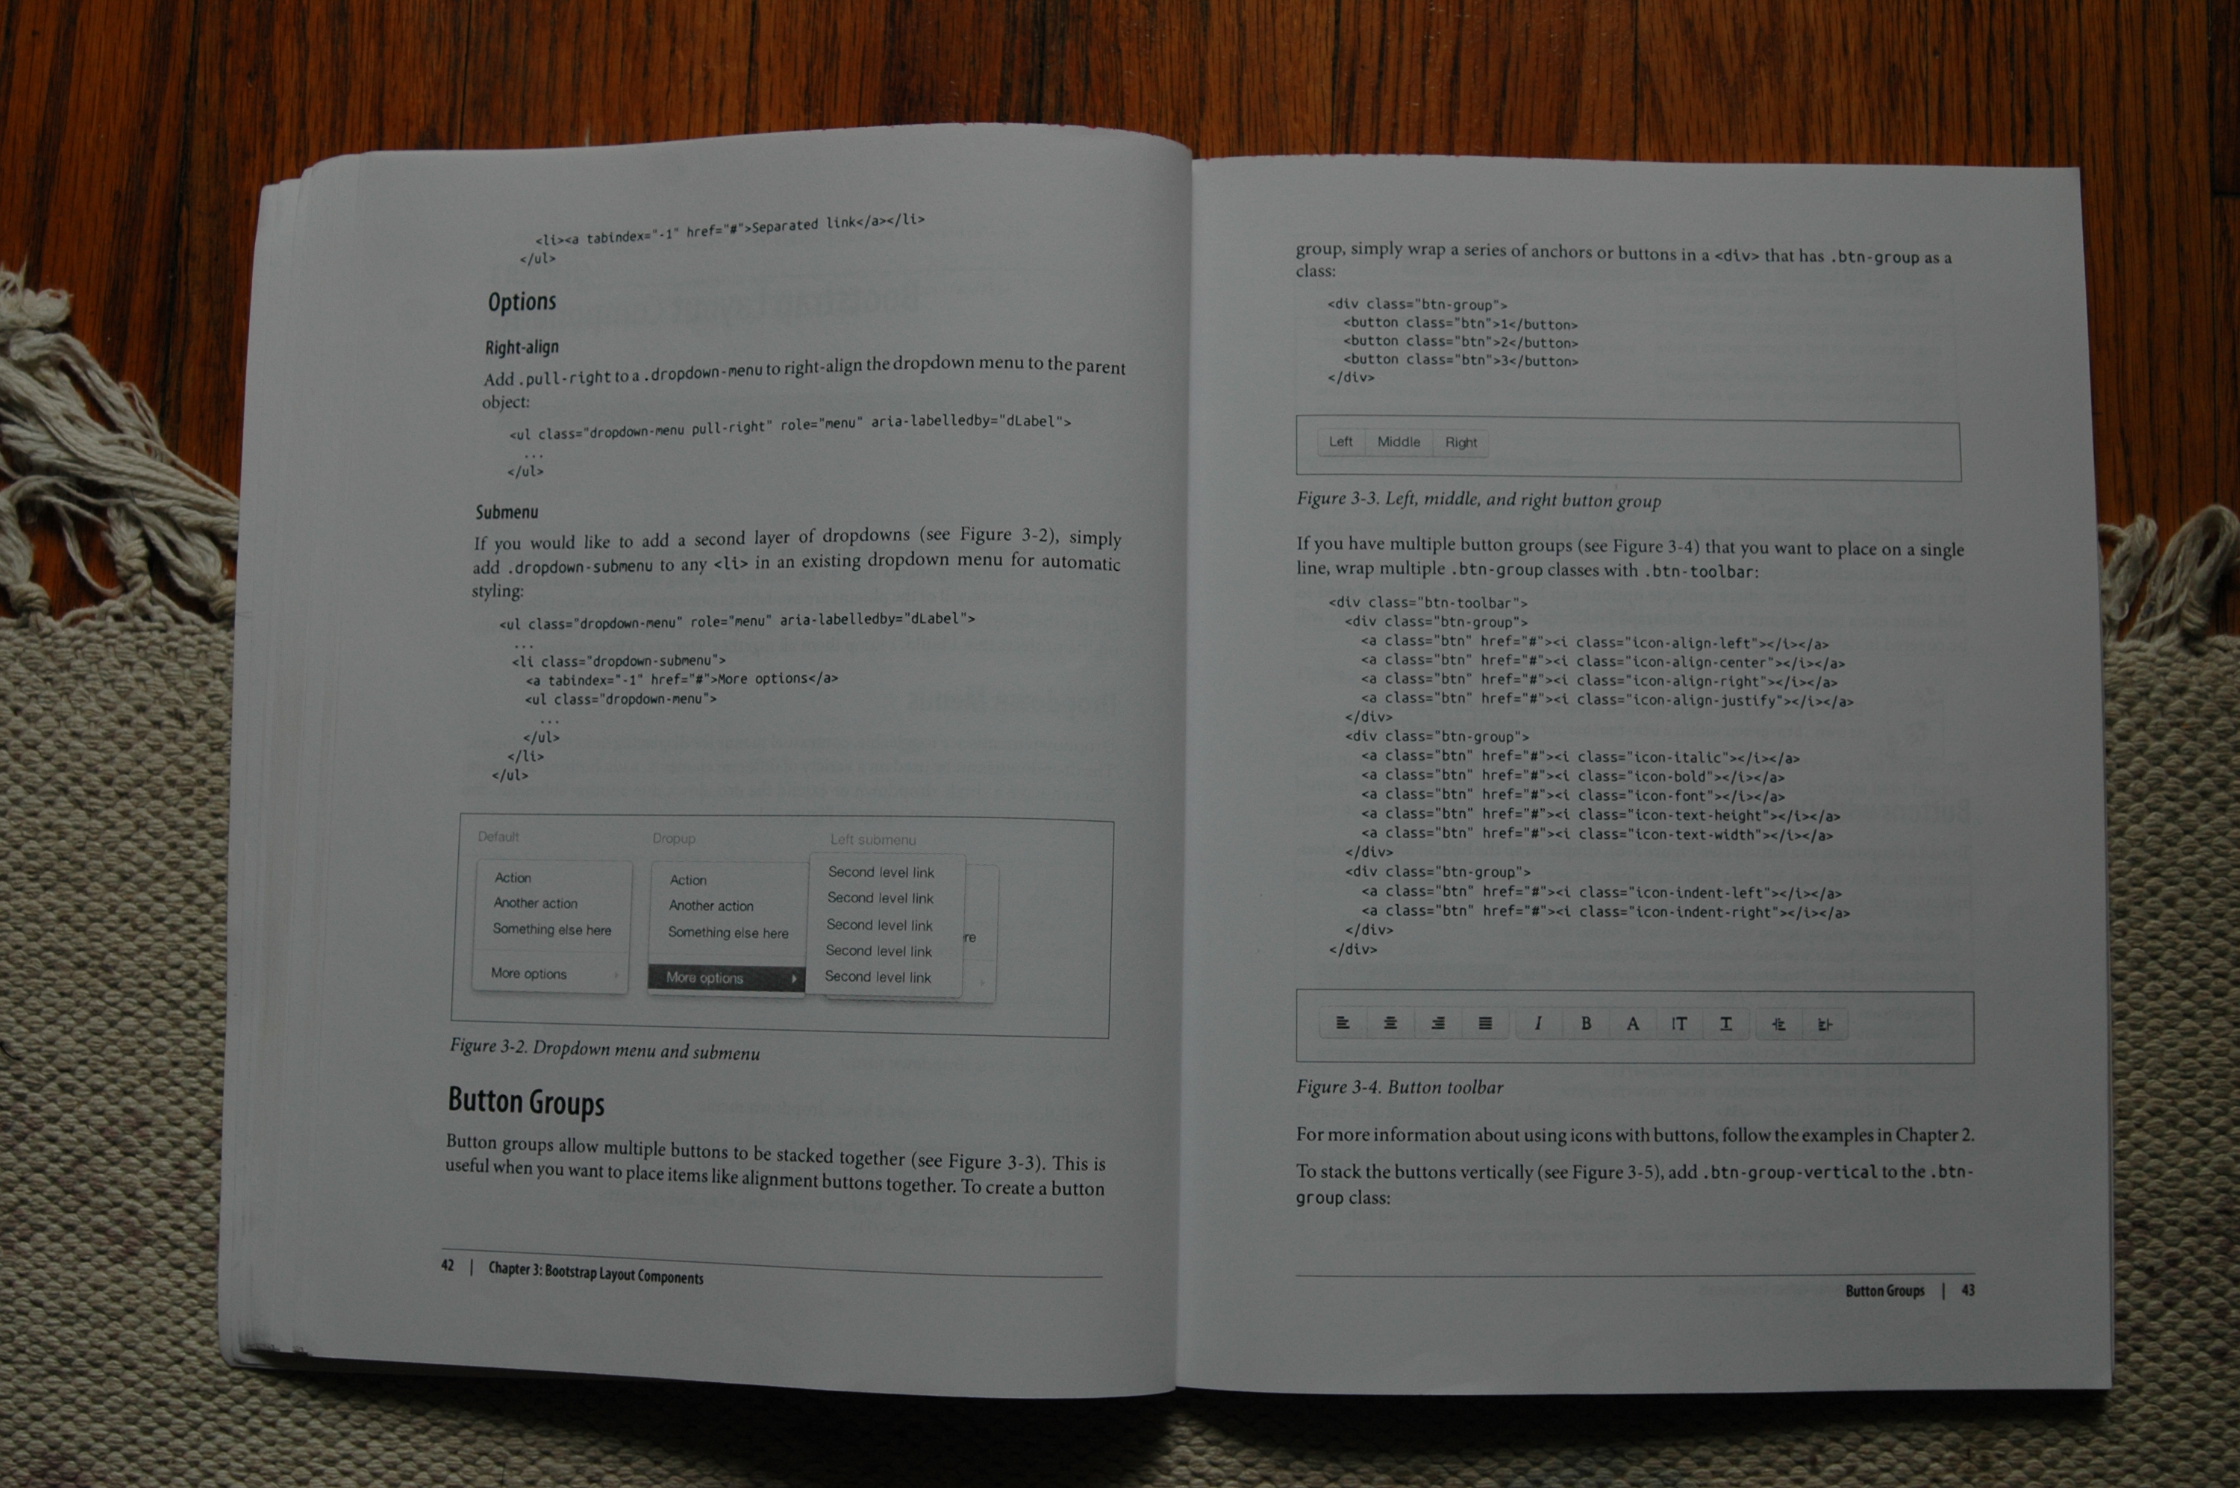 <li><a tabindex="-1" href="#">Separated link</a></li>
</ul>
Options
Right-align
Add .pull-right to a .dropdown-menu to right-align the dropdown menu to the parent
object:
<ul class="dropdown-menu pull-right" role="menu" aria-labelledby="dLabel">
...
</ul>
Submenu
If you would like to add a second layer of dropdowns (see Figure 3-2), simply
add .dropdown-submenu to any <li> in an existing dropdown menu for automatic
styling:
<ul class="dropdown-menu" role="menu" aria-labelledby="dLabel">
...
<li class="dropdown-submenu">
<a tabindex="-1" href="#">More options</a>
<ul class="dropdown-menu">
...
</ul>
</li>
</ul>
Default Dropup Left submenu
Action Action Second level link
Another action Another action Second level link
Something else here Something else here Second level link re
Second level link
More options More options Second level link
Figure 3-2. Dropdown menu and submenu
Button Groups
Button groups allow multiple buttons to be stacked together (see Figure 3-3). This is
useful when you want to place items like alignment buttons together. To create a button
42 | Chapter 3: Bootstrap Layout Components
group, simply wrap a series of anchors or buttons in a <div> that has .btn-group as a
class:
<div class="btn-group">
<button class="btn">1</button>
<button class="btn">2</button>
<button class="btn">3</button>
</div>
Left Middle Right
Figure 3-3. Left, middle, and right button group
If you have multiple button groups (see Figure 3-4) that you want to place on a single
line, wrap multiple .btn-group classes with .btn-toolbar:
<div class="btn-toolbar">
<div class="btn-group">
<a class="btn" href="#"><i class="icon-align-left"></i></a>
<a class="btn" href="#"><i class="icon-align-center"></i></a>
<a class="btn" href="#"><i class="icon-align-right"></i></a>
<a class="btn" href="#"><i class="icon-align-justify"></i></a>
</div>
<div class="btn-group">
<a class="btn" href="#"><i class="icon-italic"></i></a>
<a class="btn" href="#"><i class="icon-bold"></i></a>
<a class="btn" href="#"><i class="icon-font"></i></a>
<a class="btn" href="#"><i class="icon-text-height"></i></a>
<a class="btn" href="#"><i class="icon-text-width"></i></a>
</div>
<div class="btn-group">
<a class="btn" href="#"><i class="icon-indent-left"></i></a>
<a class="btn" href="#"><i class="icon-indent-right"></i></a>
</div>
</div>
I B A T T
Figure 3-4. Button toolbar
For more information about using icons with buttons, follow the examples in Chapter 2.
To stack the buttons vertically (see Figure 3-5), add .btn-group-vertical to the .btn-
group class:
Button Groups | 43